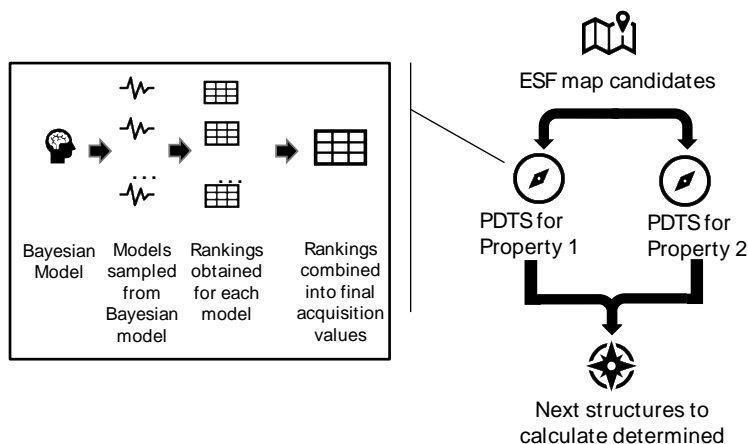 ESF map candidates
PDTS for
Property 1
PDTS for
Property 2
Next structures to
calculate determined
...
...
Bayesian
Model
Models
sampled
from
Bayesian
model
Rankings
obtained
for each
model
Rankings
combined
into final
acquisition
values